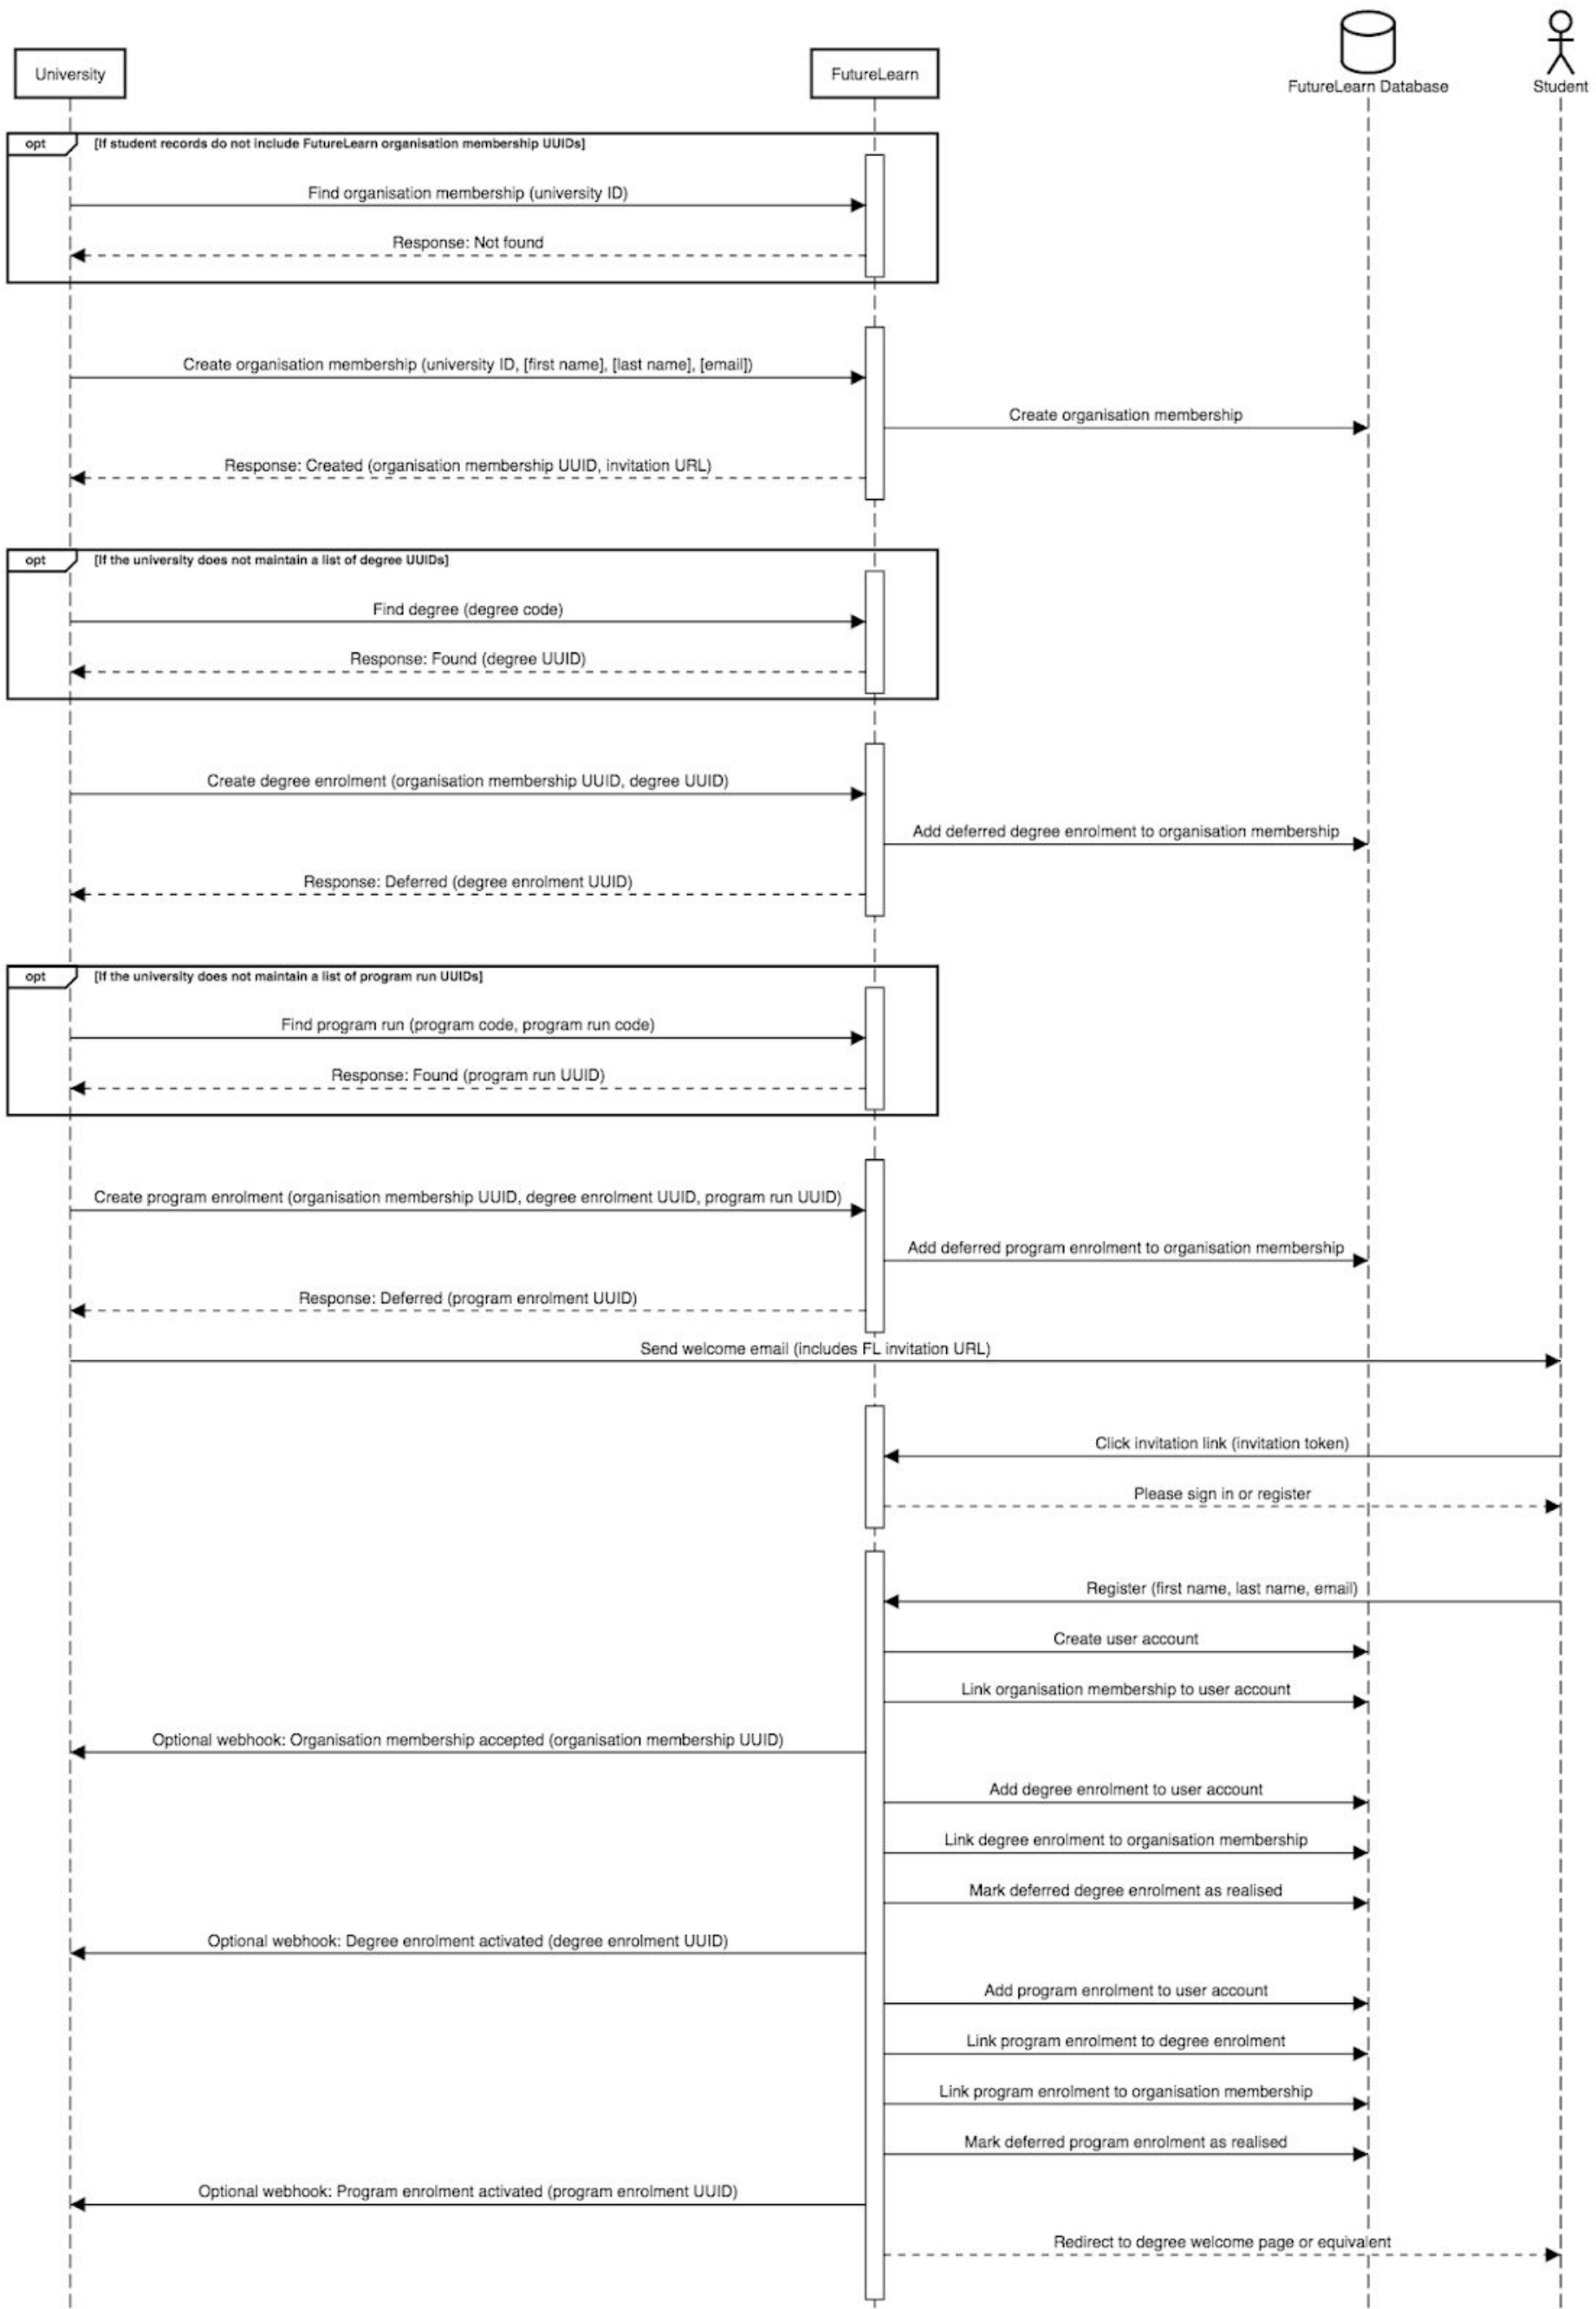 University
FutureLearn
FutureLearn Database
Student
opt
[If student records do not include FutureLearn organisation membership UUIDs]
Find organisation membership (university ID)
Response: Not found
Create organisation membership (university ID, [first name], [last name], [email])
Create organisation membership
Response: Created (organisation membership UUID, invitation URL)
opt
[If the university does not maintain a list of degree UUIDs]
Find degree (degree code)
Response: Found (degree UUID)
Create degree enrolment (organisation membership UUID, degree UUID)
Add deferred degree enrolment to organisation membership
Response: Deferred (degree enrolment UUID)
opt
[If the university does not maintain a list of program run UUIDs]
Find program run (program code, program run code)
Response: Found (program run UUID)
Create program enrolment (organisation membership UUID, degree enrolment UUID, program run UUID)
Add deferred program enrolment to organisation membership
Response: Deferred (program enrolment UUID)
Send welcome email (includes FL invitation URL)
Click invitation link (invitation token)
Please sign in or register
Register (first name, last name, email)
Create user account
Link organisation membership to user account
Optional webhook: Organisation membership accepted (organisation membership UUID)
Add degree enrolment to user account
Link degree enrolment to organisation membership
Mark deferred degree enrolment as realised
Optional webhook: Degree enrolment activated (degree enrolment UUID)
Add program enrolment to user account
Link program enrolment to degree enrolment
Link program enrolment to organisation membership
Mark deferred program enrolment as realised
Optional webhook: Program enrolment activated (program enrolment UUID)
Redirect to degree welcome page or equivalent